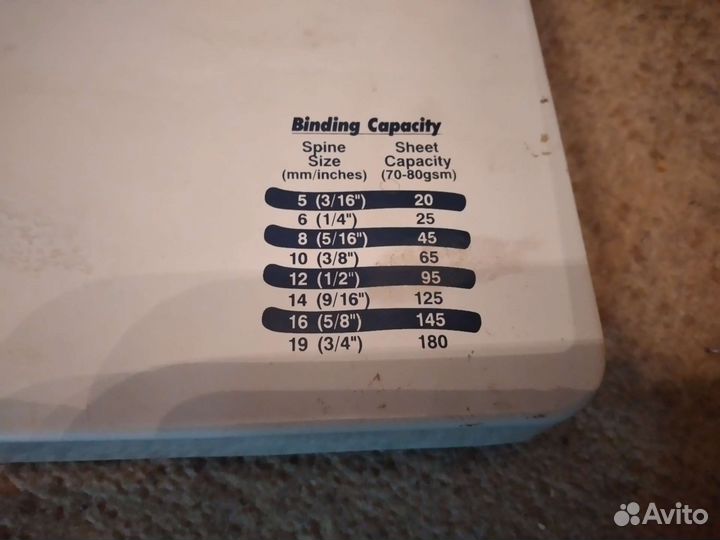 Binding Capacity
Spine Sheet
Size Capacity
(mm/inches) (70-80gsm)
5 (3/16") 20
6 (1/4") 25
8 (5/16") 45
10 (3/8") 65
12 (1/2") 95
14 (9/16") 125
16 (5/8") 145
19 (3/4") 180
Avito